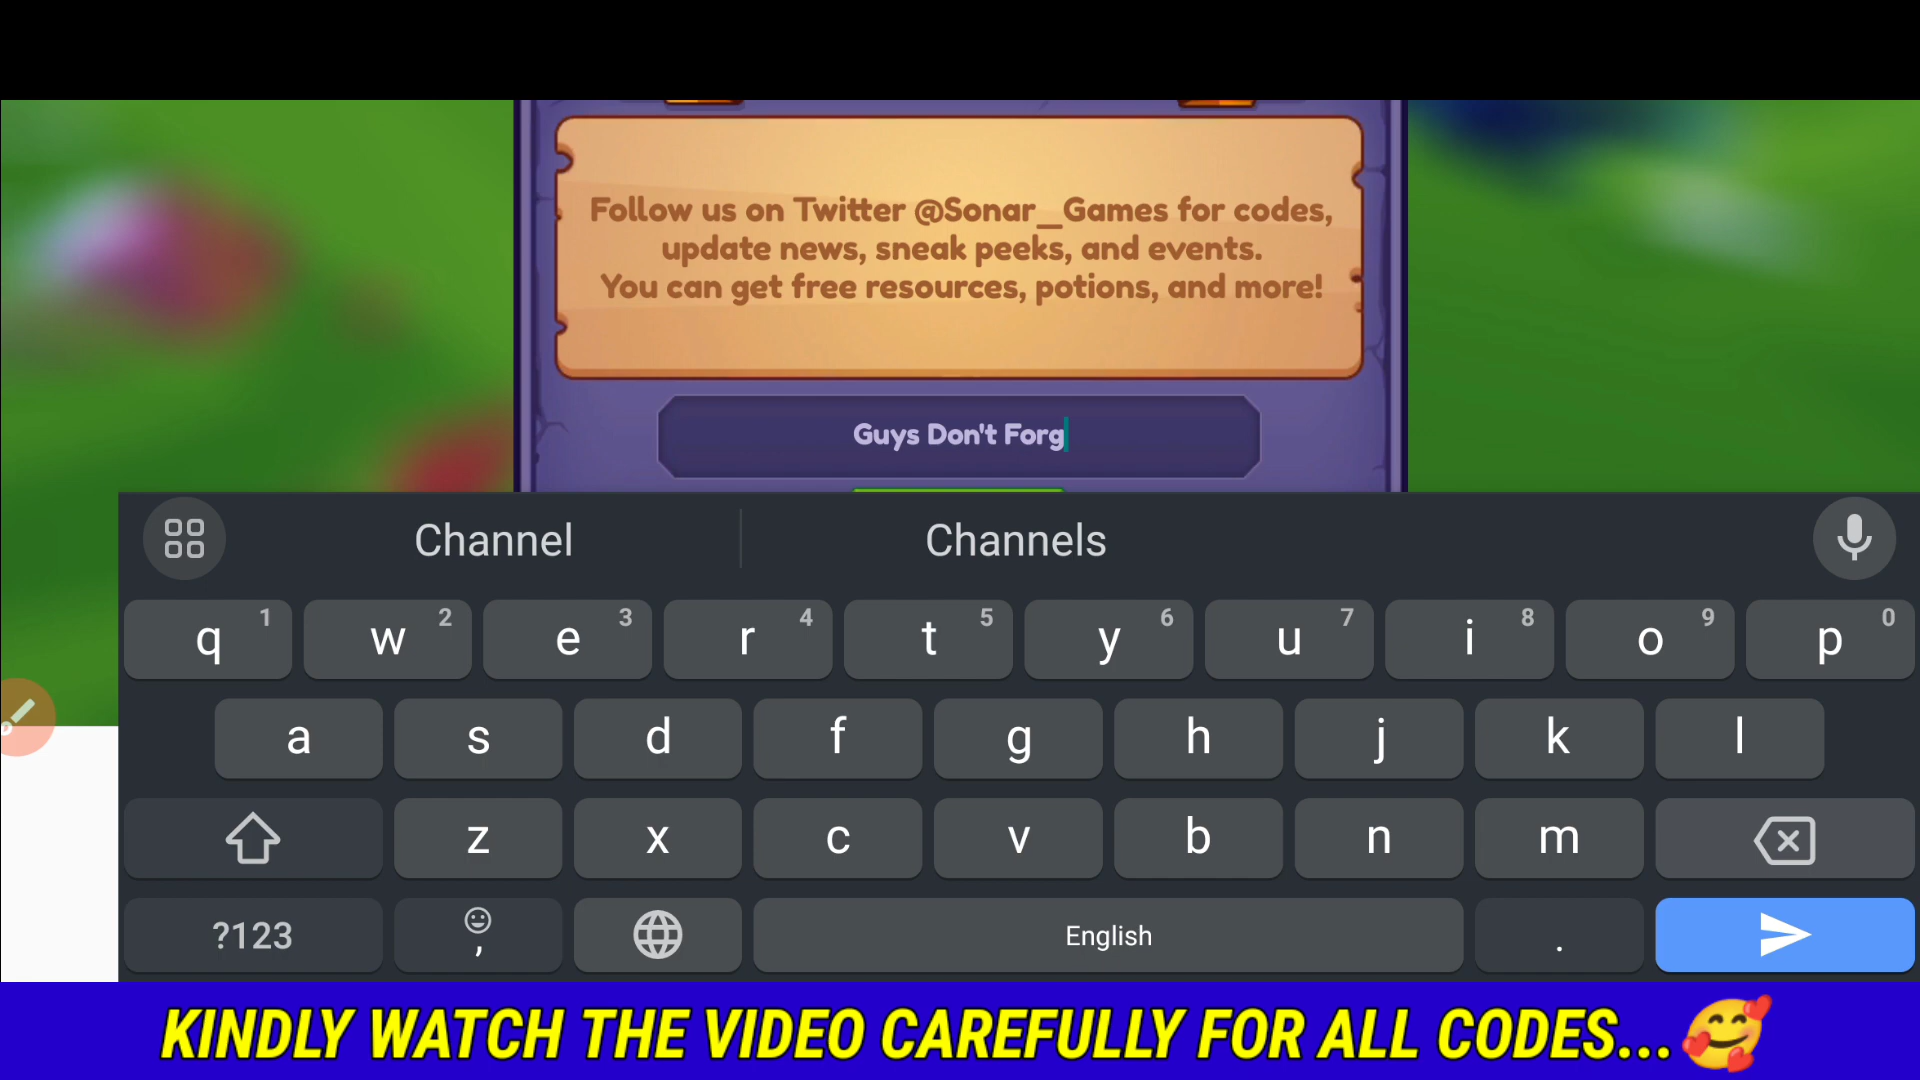 Follow us on Twitter @Sonar_Games for codes,
update news, sneak peeks, and events.
You can get free resources, potions, and more!
Guys Don't Forg
Channel Channels
q 1 w 2 e 3 r 4 t 5 y 6 u 7 i 8 o 9 p 0
a s d f g h j k l
z x c v b n m
?123 , English .
KINDLY WATCH THE VIDEO CAREFULLY FOR ALL CODES...🥰